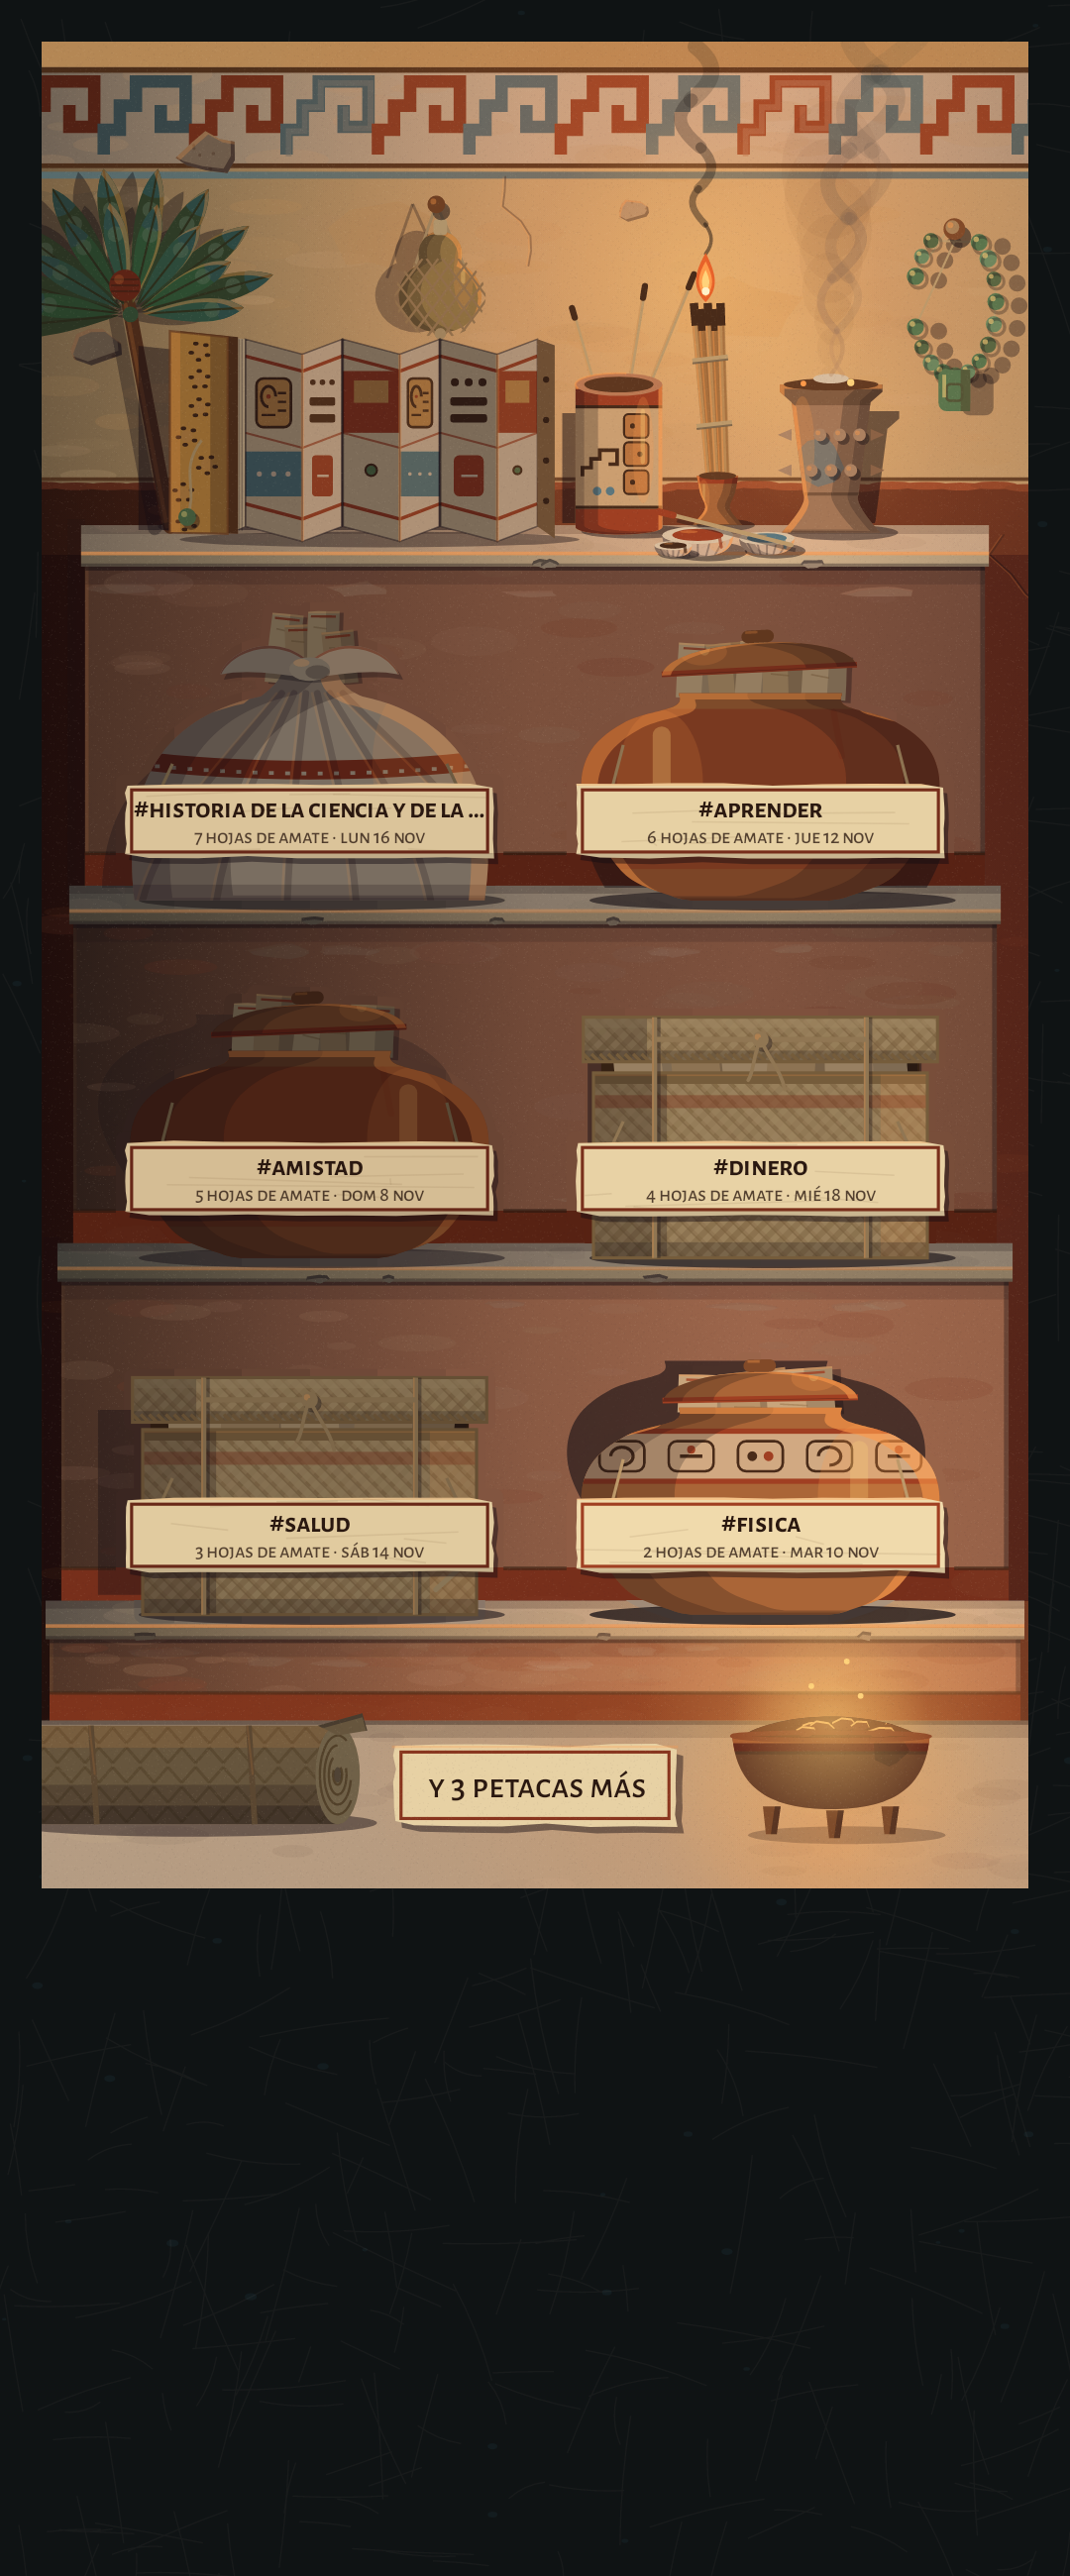 #HISTORIA DE LA CIENCIA Y DE LA ...
7 HOJAS DE AMATE · LUN 16 NOV
#APRENDER
6 HOJAS DE AMATE · JUE 12 NOV
#AMISTAD
5 HOJAS DE AMATE · DOM 8 NOV
#DINERO
4 HOJAS DE AMATE · MIÉ 18 NOV
#SALUD
3 HOJAS DE AMATE · SÁB 14 NOV
#FISICA
2 HOJAS DE AMATE · MAR 10 NOV
Y 3 PETACAS MÁS